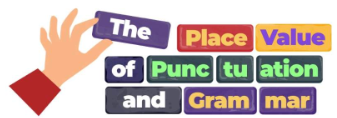 The Place Value
of Punc tu ation
and Gram mar